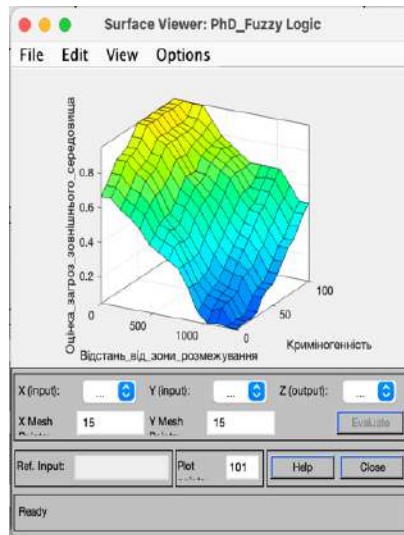 Surface Viewer: PhD_Fuzzy Logic
File Edit View Options
Оцінка_загроз_зовнішнього_середовища
0.8
0.6
0.4
0.2
0
500
1000
0
50
100
Відстань_від_зони_розмежування
Криміногенність
X (input): ... Y (input): ... Z (output): ...
X Mesh 15 Y Mesh 15 Evaluate
Ref. Input: Plot 101 Help Close
Ready